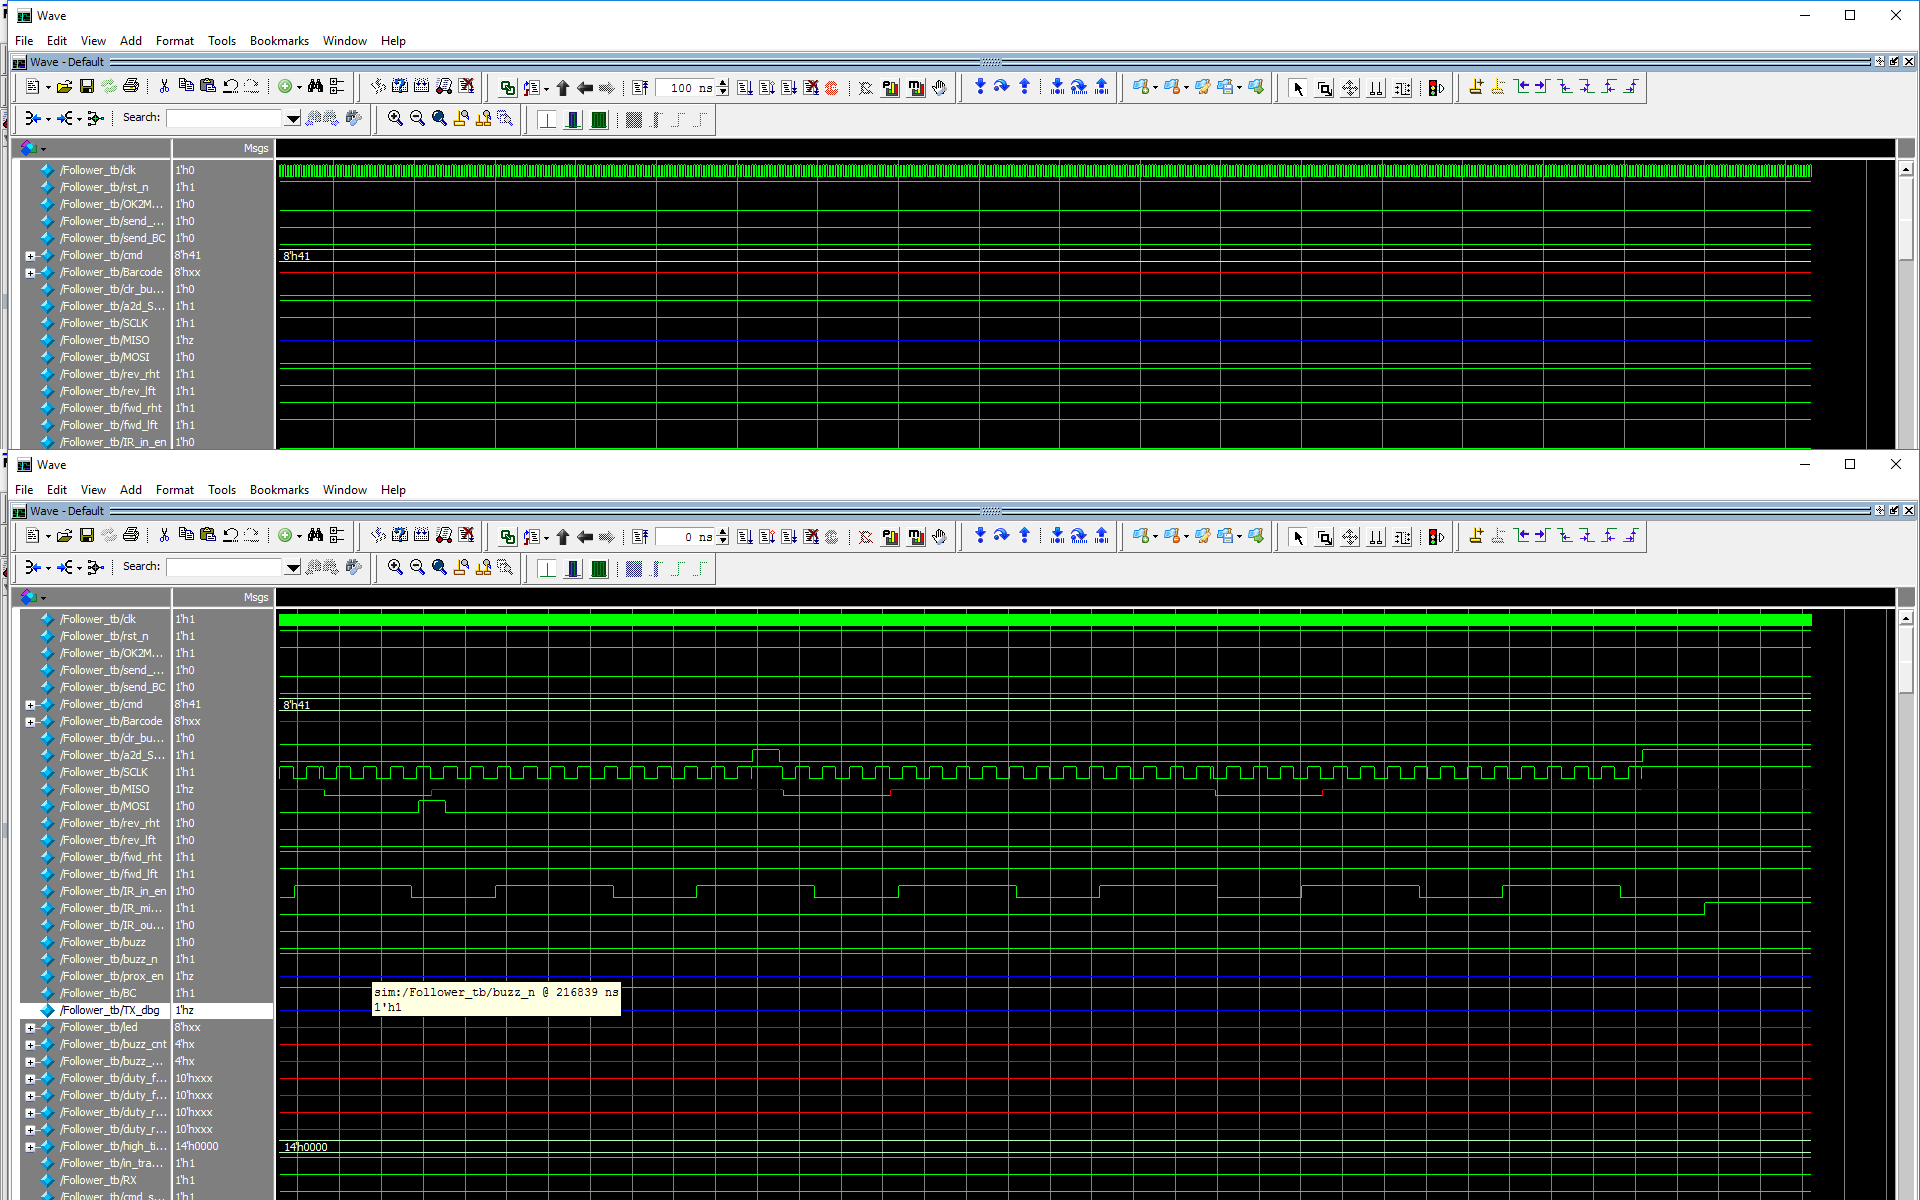 Wave
File Edit View Add Format Tools Bookmarks Window Help
Wave - Default
100 ns
Search:
Msgs
/Follower_tb/clk 1'h0
/Follower_tb/rst_n 1'h1
/Follower_tb/OK2M... 1'h0
/Follower_tb/send_... 1'h0
/Follower_tb/send_BC 1'h0
/Follower_tb/cmd 8'h41 8'h41
/Follower_tb/Barcode 8'hxx
/Follower_tb/clr_bu... 1'h0
/Follower_tb/a2d_S... 1'h1
/Follower_tb/SCLK 1'h1
/Follower_tb/MISO 1'hz
/Follower_tb/MOSI 1'h0
/Follower_tb/rev_rht 1'h1
/Follower_tb/rev_lft 1'h1
/Follower_tb/fwd_rht 1'h1
/Follower_tb/fwd_lft 1'h1
/Follower_tb/IR_in_en 1'h0
Wave
File Edit View Add Format Tools Bookmarks Window Help
Wave - Default
0 ns
Search:
Msgs
/Follower_tb/clk 1'h1
/Follower_tb/rst_n 1'h1
/Follower_tb/OK2M... 1'h1
/Follower_tb/send_... 1'h0
/Follower_tb/send_BC 1'h0
/Follower_tb/cmd 8'h41 8'h41
/Follower_tb/Barcode 8'hxx
/Follower_tb/clr_bu... 1'h0
/Follower_tb/a2d_S... 1'h1
/Follower_tb/SCLK 1'h1
/Follower_tb/MISO 1'hz
/Follower_tb/MOSI 1'h0
/Follower_tb/rev_rht 1'h0
/Follower_tb/rev_lft 1'h0
/Follower_tb/fwd_rht 1'h1
/Follower_tb/fwd_lft 1'h1
/Follower_tb/IR_in_en 1'h0
/Follower_tb/IR_mi... 1'h1
/Follower_tb/IR_ou... 1'h0
/Follower_tb/buzz 1'h0
/Follower_tb/buzz_n 1'h1
/Follower_tb/prox_en 1'hz
/Follower_tb/BC 1'h1
sim:/Follower_tb/buzz_n @ 216839 ns
1'h1
/Follower_tb/TX_dbg 1'hz
/Follower_tb/led 8'hxx
/Follower_tb/buzz_cnt 4'hx
/Follower_tb/buzz_... 4'hx
/Follower_tb/duty_f... 10'hxxx
/Follower_tb/duty_f... 10'hxxx
/Follower_tb/duty_r... 10'hxxx
/Follower_tb/duty_r... 10'hxxx
/Follower_tb/high_ti... 14'h0000 14'h0000
/Follower_tb/in_tra... 1'h1
/Follower_tb/RX 1'h1
/Follower_tb/cmd_s... 1'h1